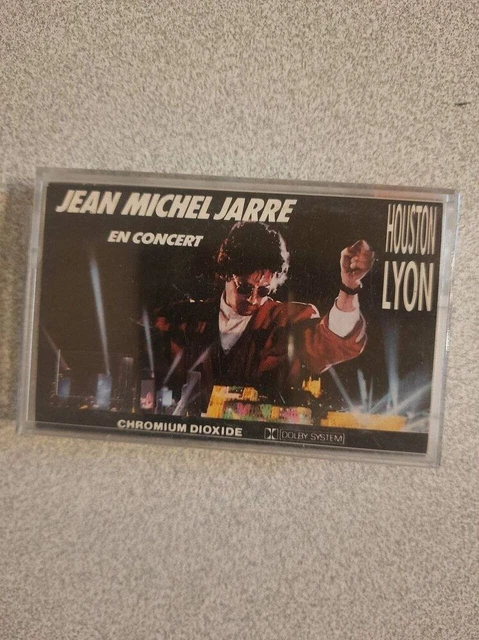 JEAN MICHEL JARRE
EN CONCERT
HOUSTON
LYON
CHROMIUM DIOXIDE
DOLBY SYSTEM